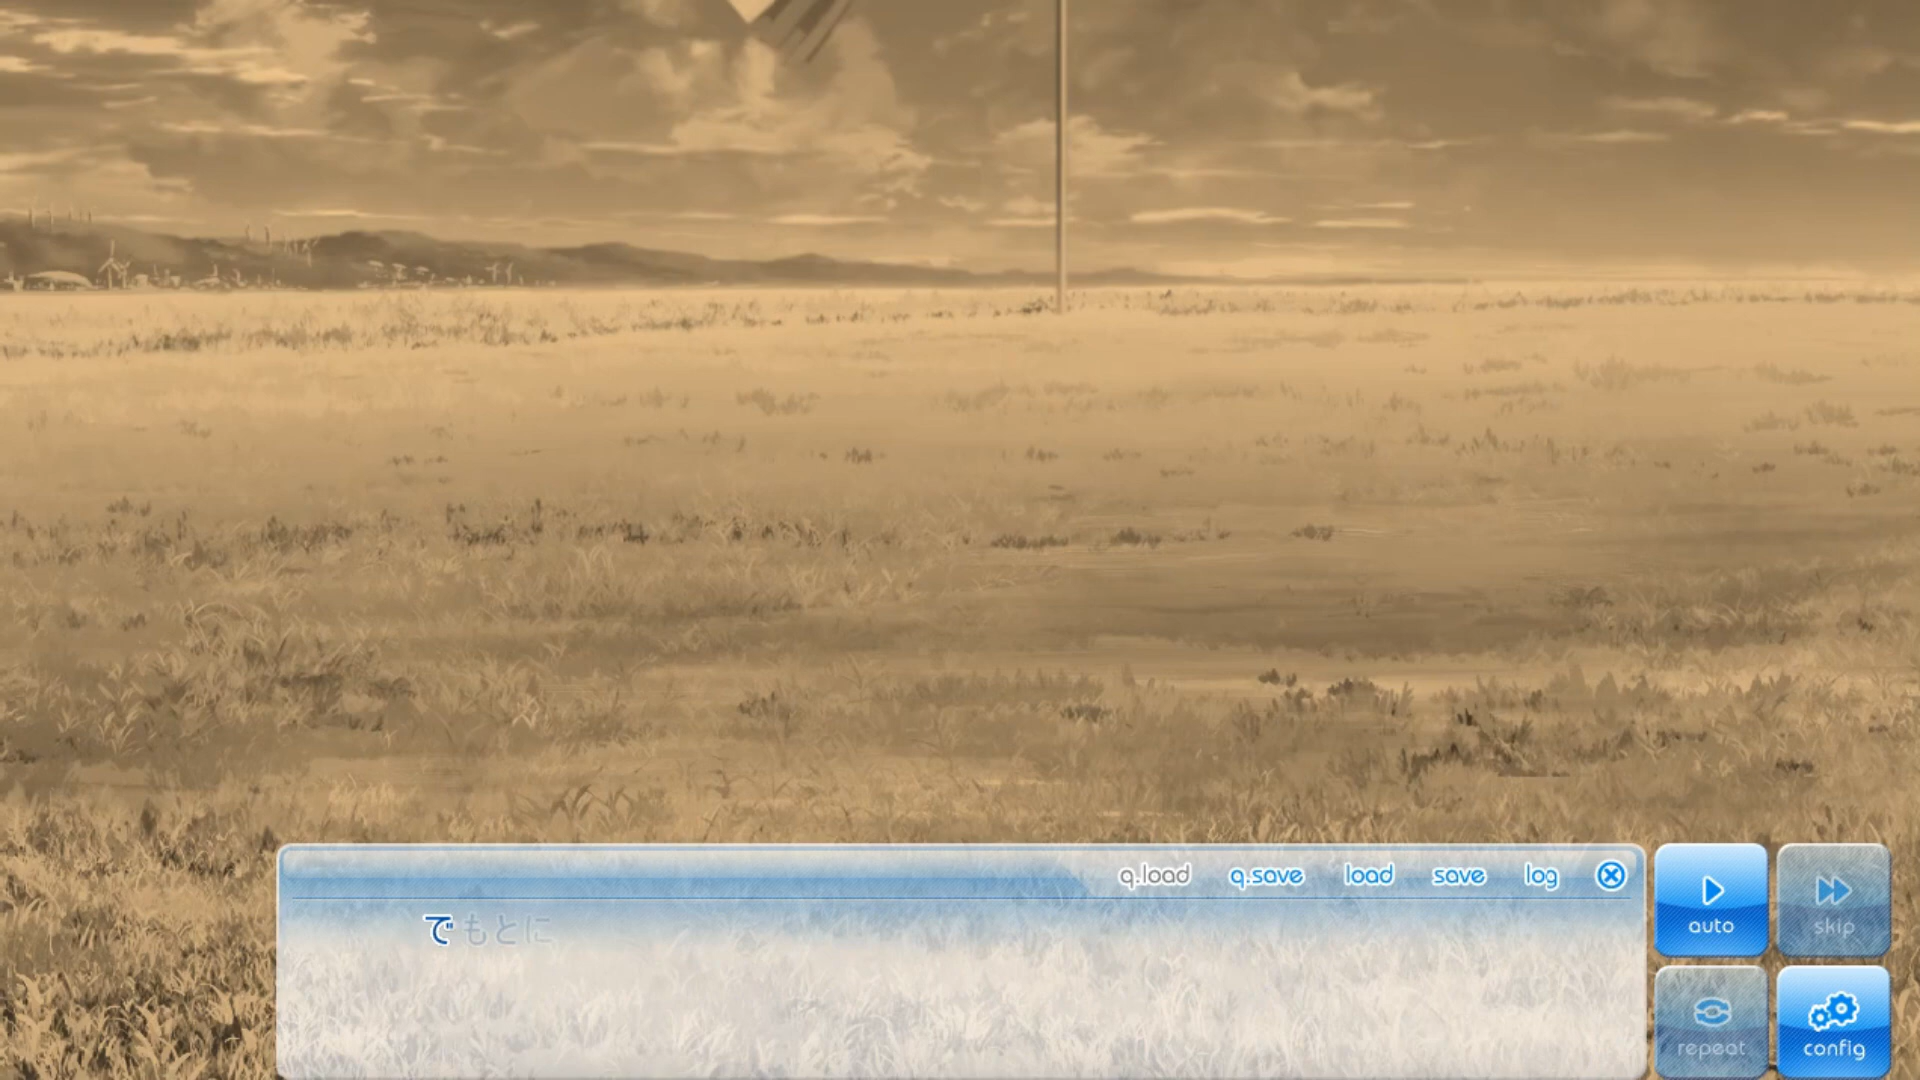 q.load q.save load save log
でもとに
auto
skip
repeat
config